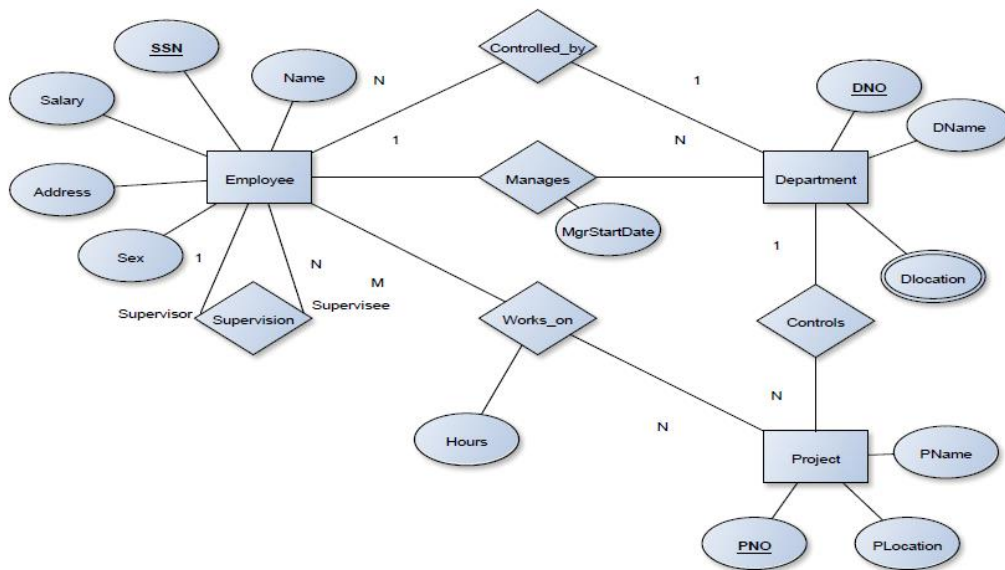 SSN
Controlled_by
Name
N
1
DNO
Salary
DName
1
N
Employee
Manages
Department
Address
MgrStartDate
Sex
1
N
M
1
Dlocation
Supervisor
Supervision
Supervisee
Works_on
Controls
N
Hours
N
Project
PName
PNO
PLocation